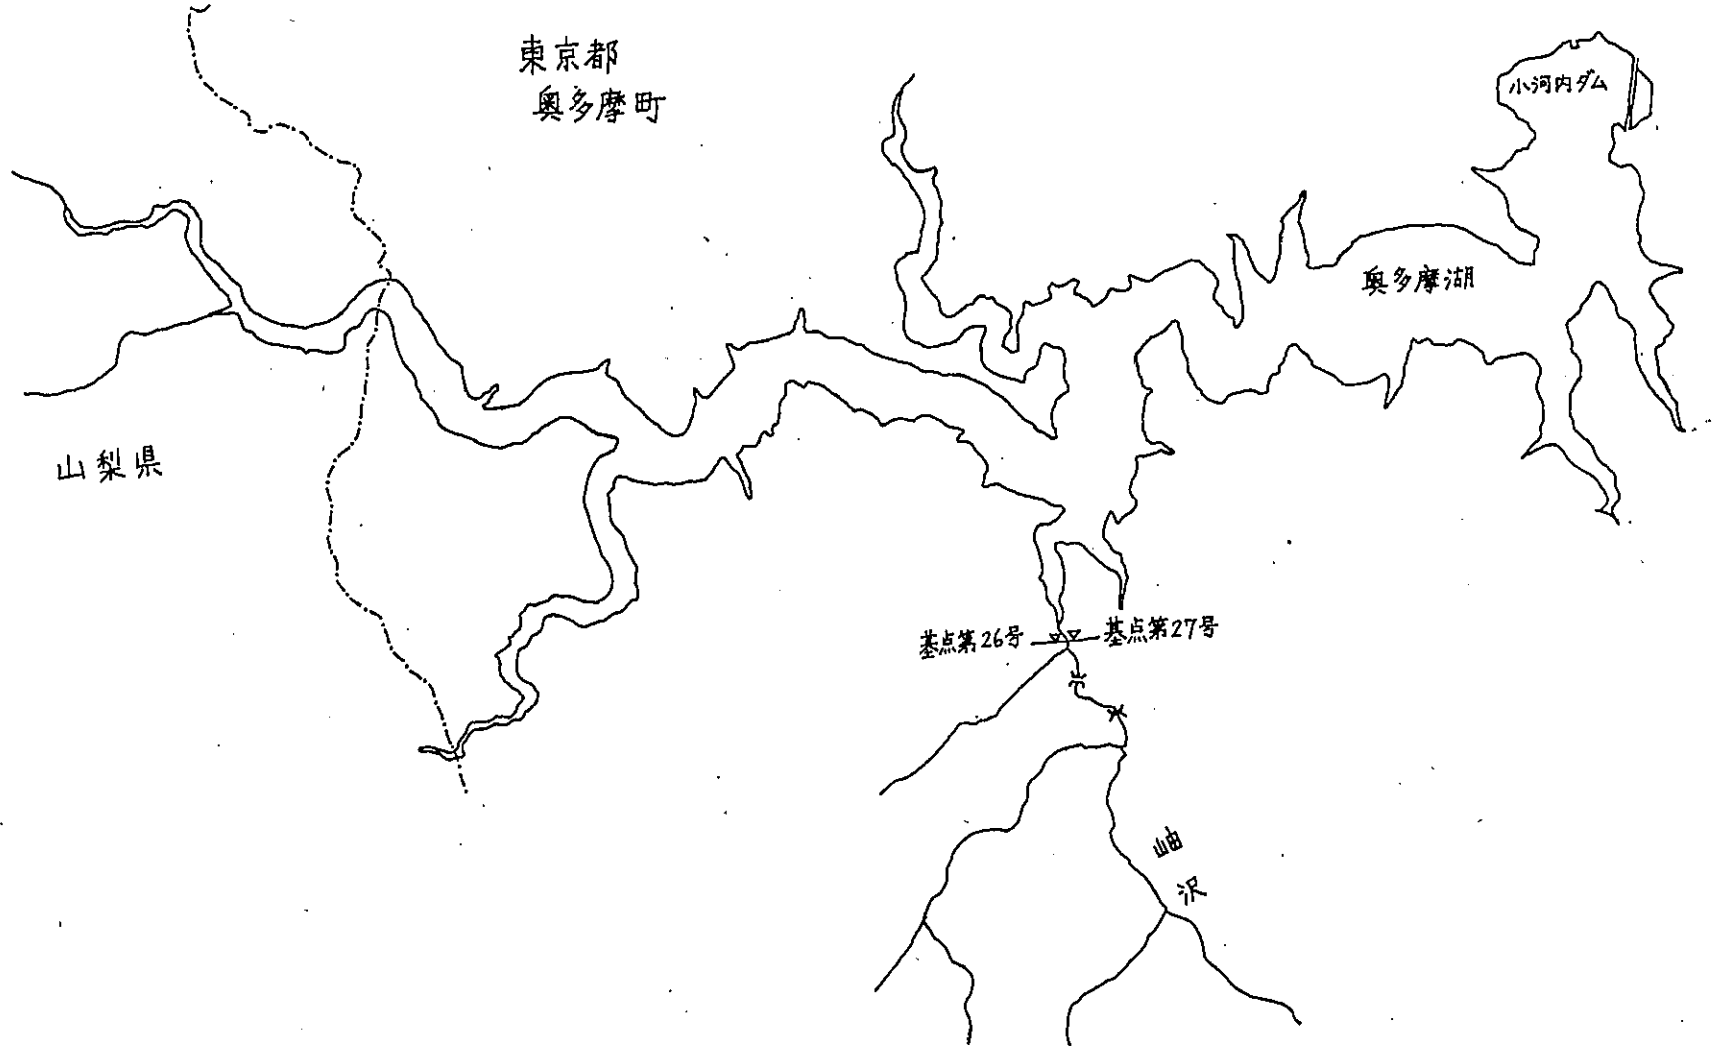 東京都
奥多摩町
小河内ダム
奥多摩湖
山梨県
基点第26号
基点第27号
岫沢